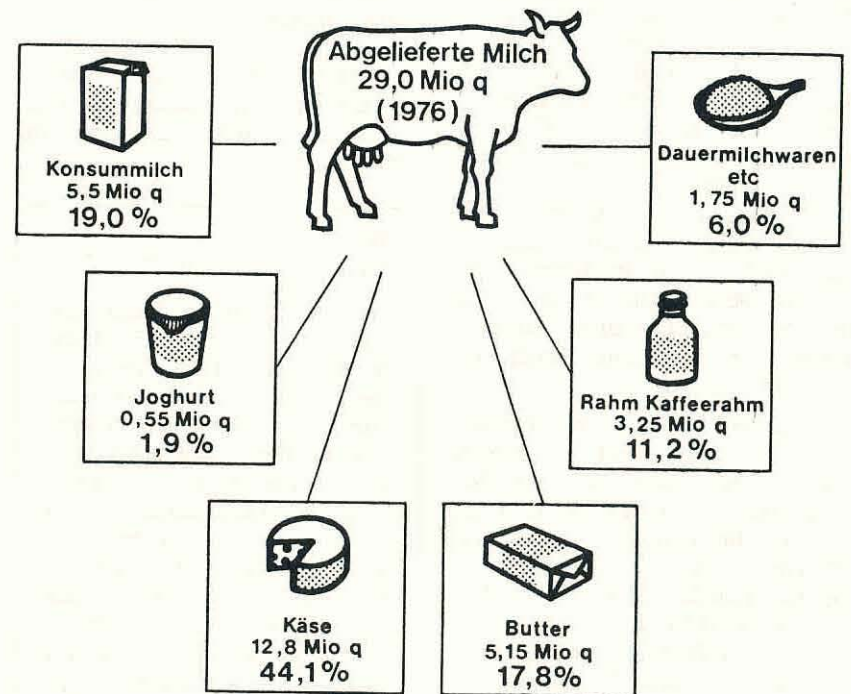 Abgelieferte Milch
29,0 Mio q
(1976)
Konsummilch
5,5 Mio q
19,0 %
Dauermilchwaren
etc
1,75 Mio q
6,0 %
Joghurt
0,55 Mio q
1,9 %
Rahm Kaffeerahm
3,25 Mio q
11,2 %
Käse
12,8 Mio q
44,1 %
Butter
5,15 Mio q
17,8 %